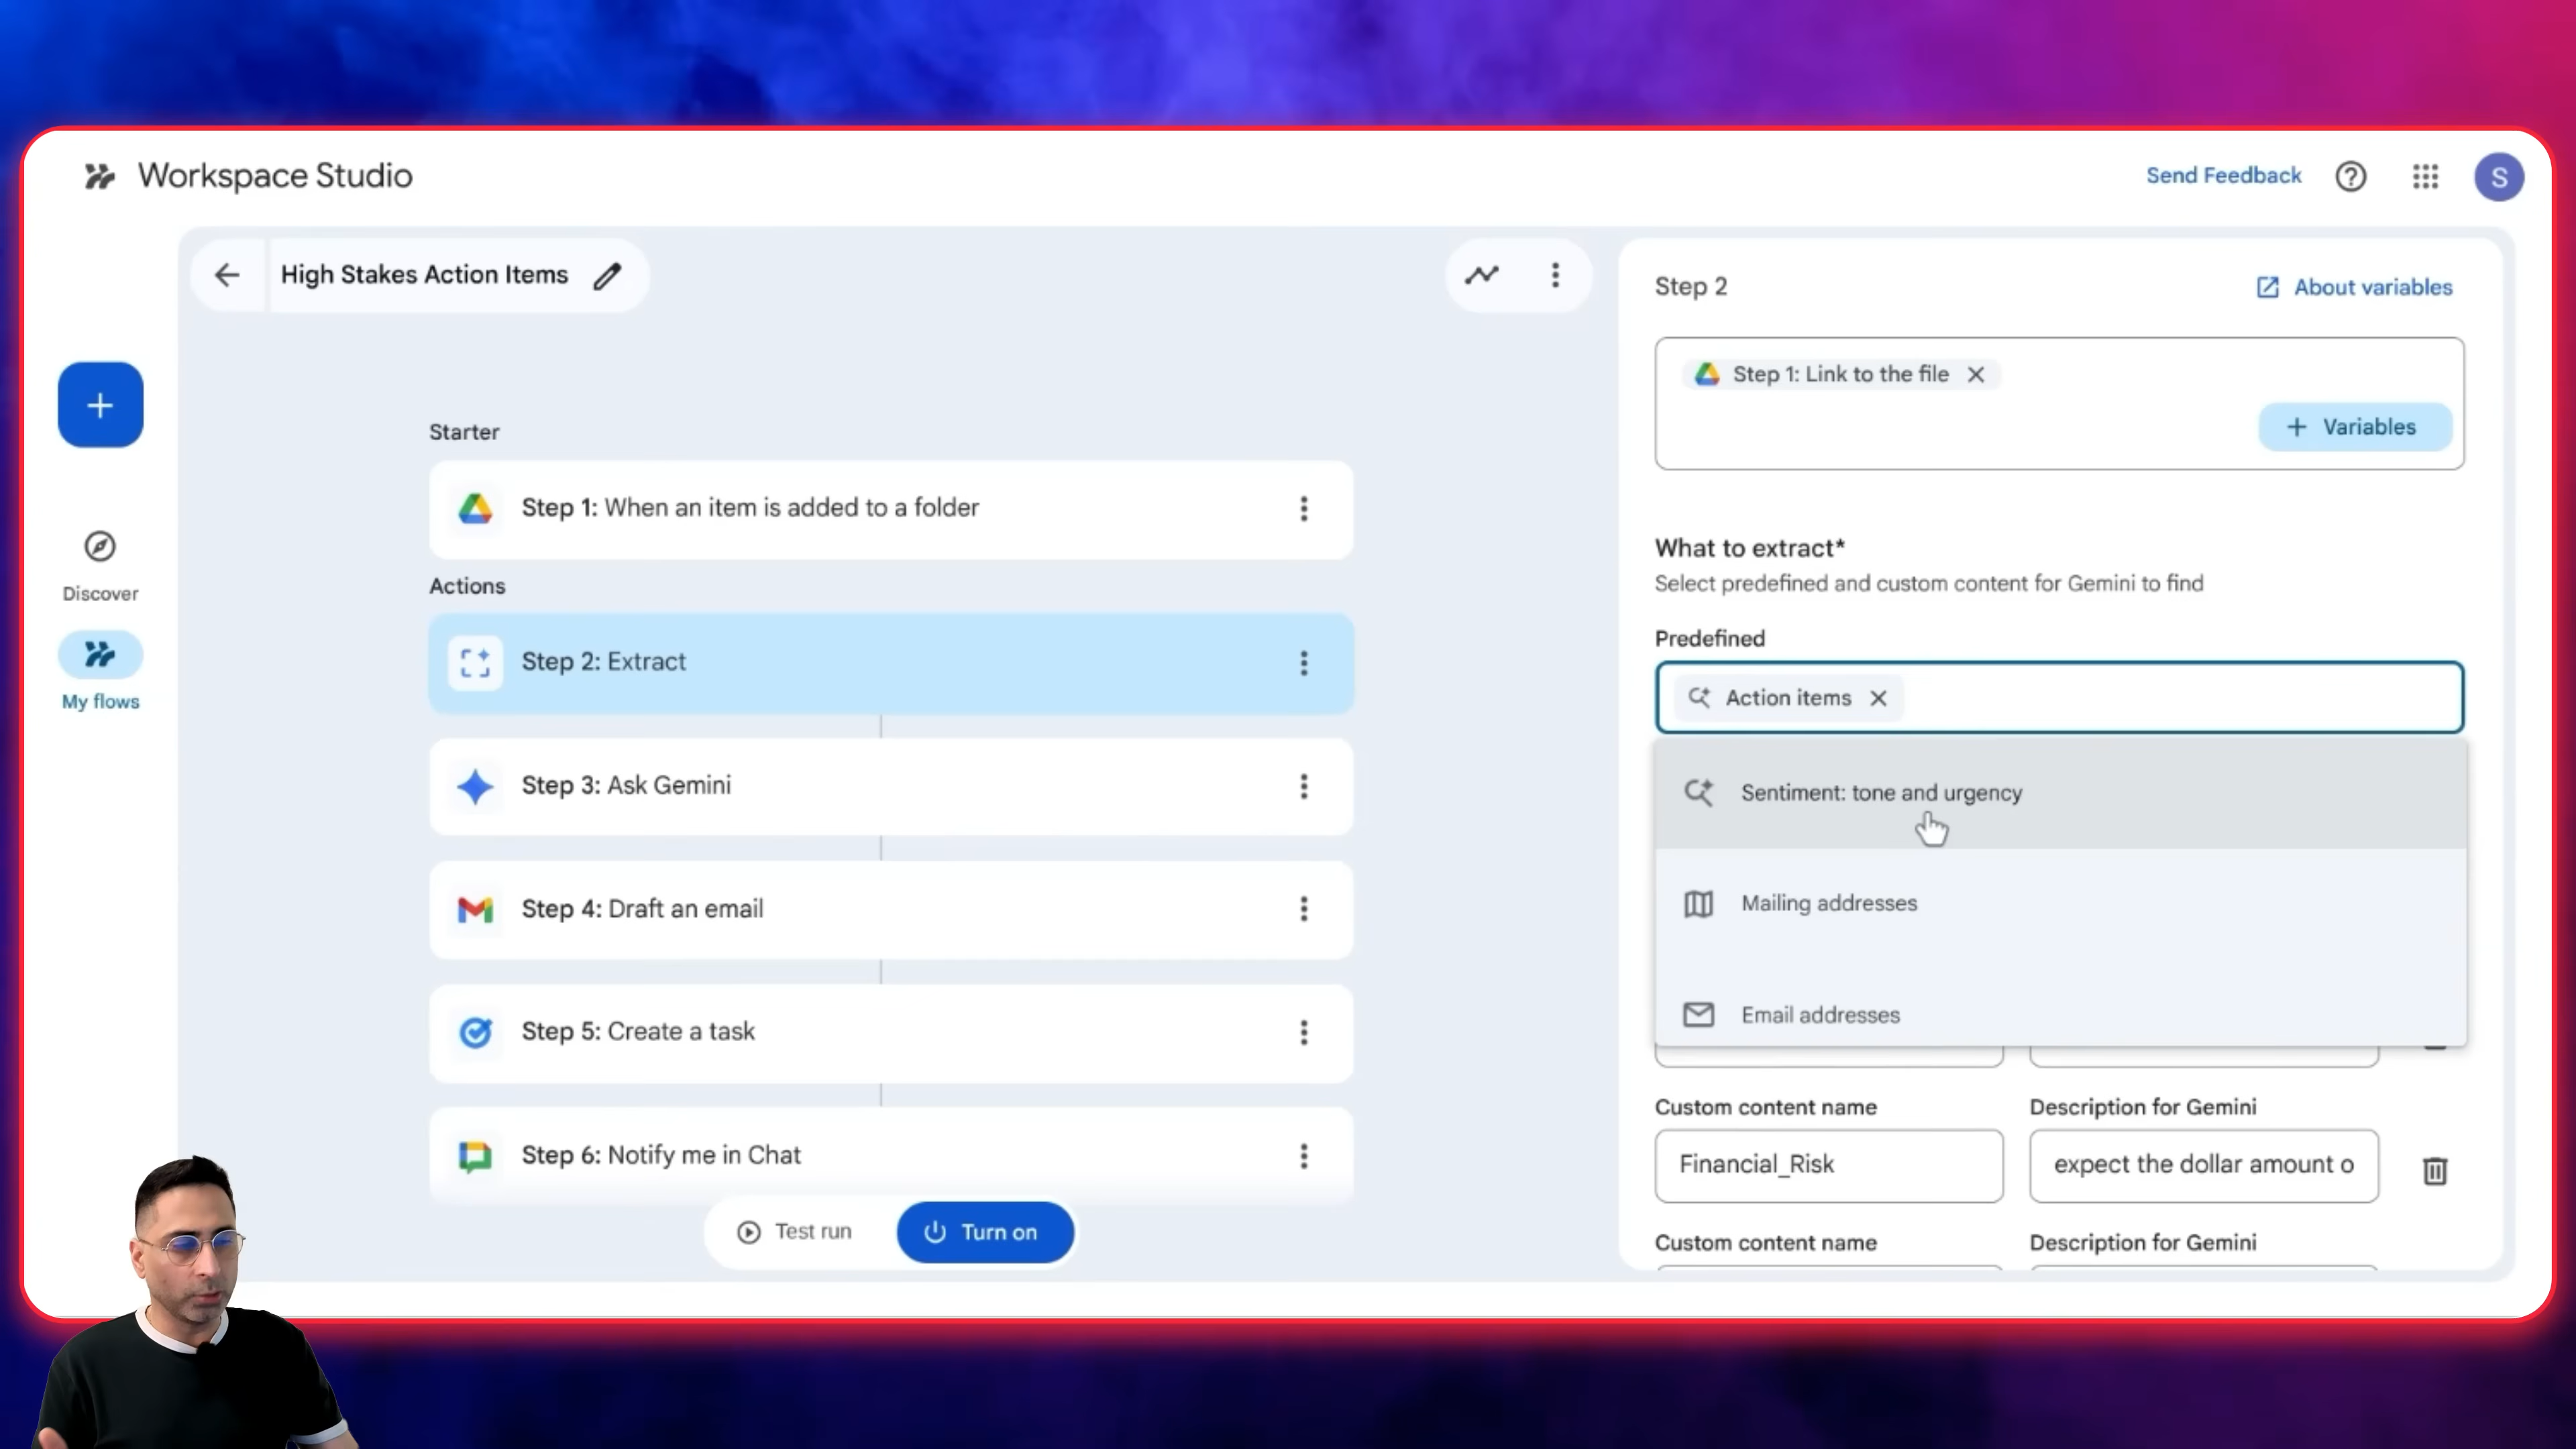 Workspace Studio
Send Feedback
S
High Stakes Action Items
Discover
My flows
Starter
Step 1: When an item is added to a folder
Actions
Step 2: Extract
Step 3: Ask Gemini
Step 4: Draft an email
Step 5: Create a task
Step 6: Notify me in Chat
Test run
Turn on
Step 2
About variables
Step 1: Link to the file
+ Variables
What to extract*
Select predefined and custom content for Gemini to find
Predefined
Action items
Sentiment: tone and urgency
Mailing addresses
Email addresses
Custom content name
Description for Gemini
Financial_Risk
expect the dollar amount o
Custom content name
Description for Gemini